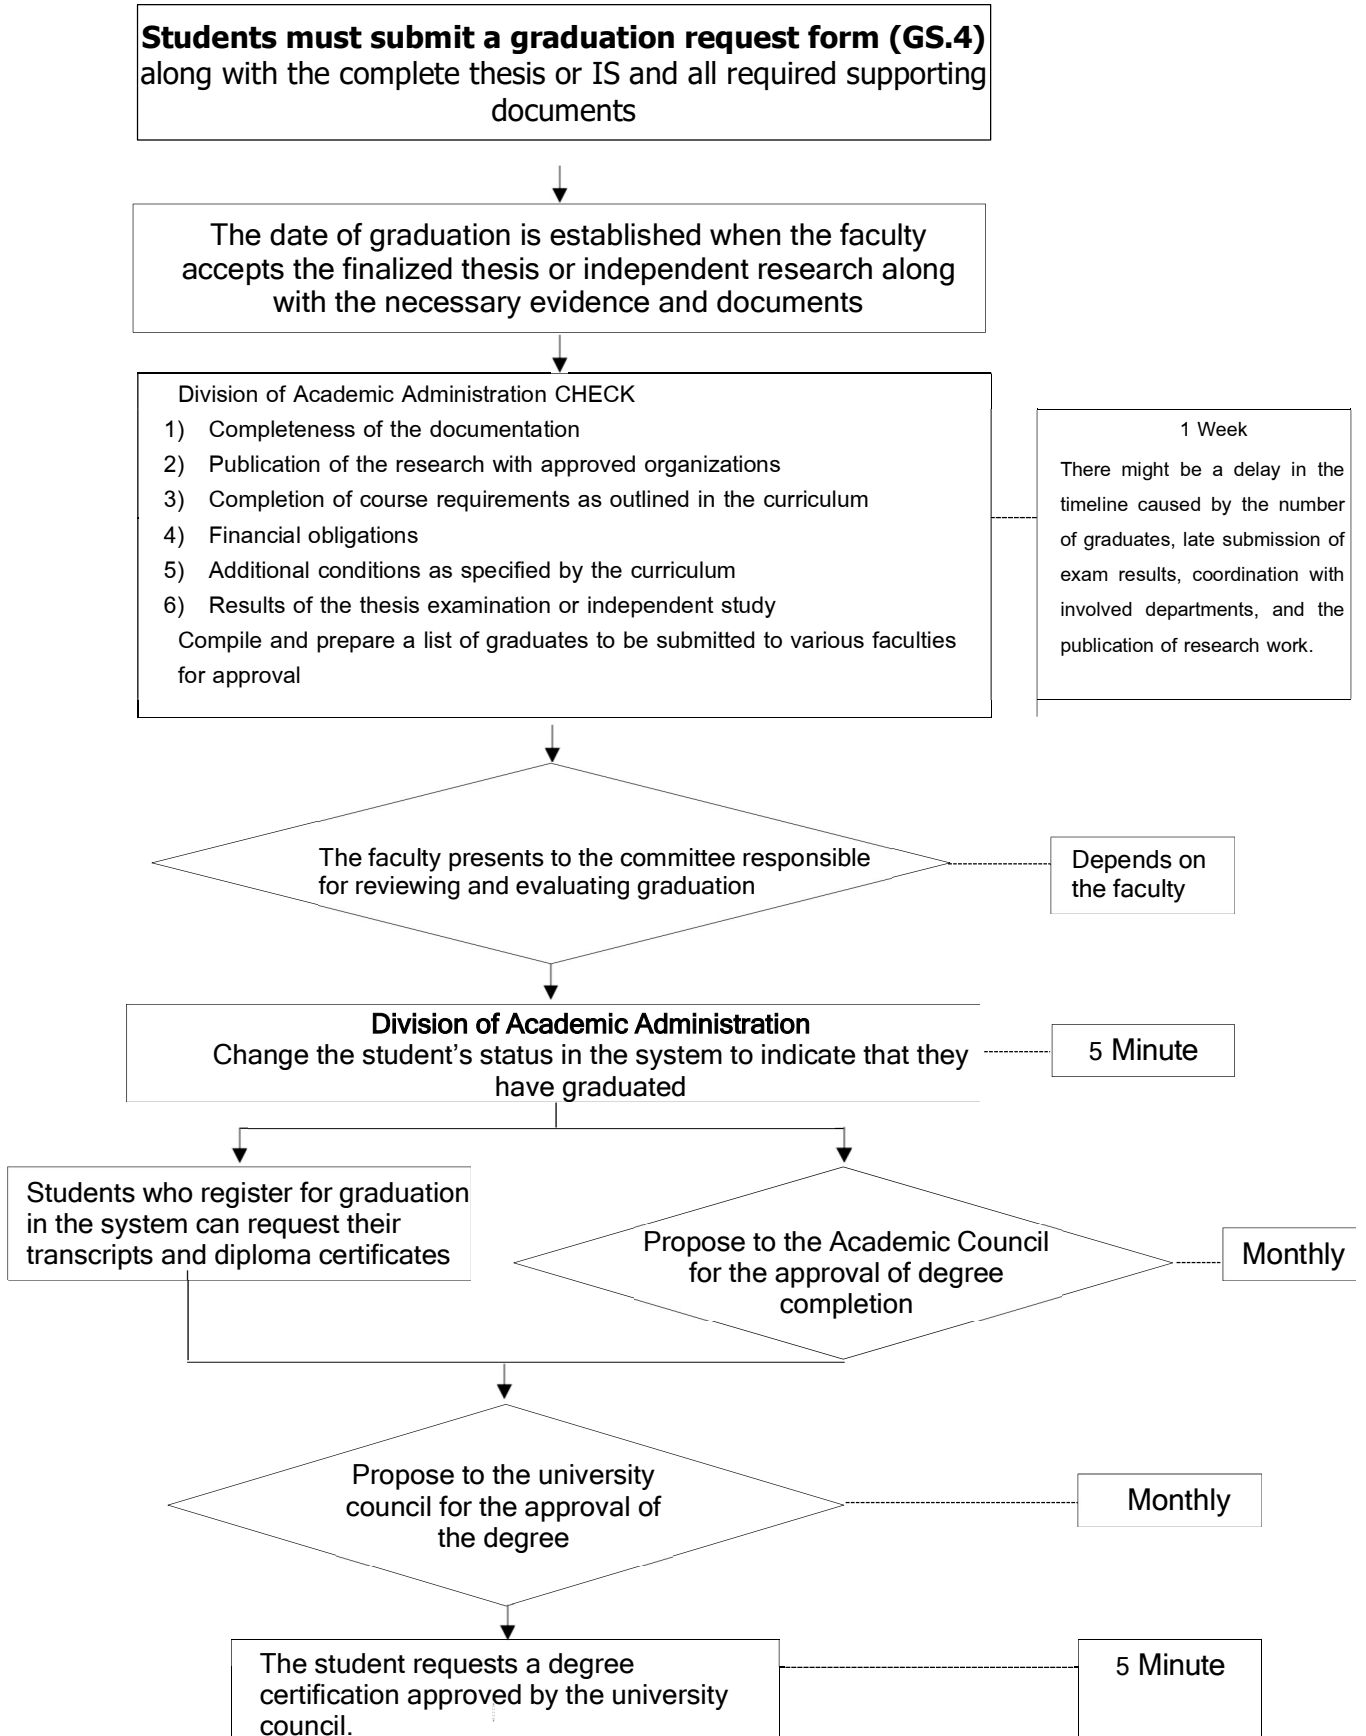 Students must submit a graduation request form (GS.4)
along with the complete thesis or IS and all required supporting
documents
The date of graduation is established when the faculty
accepts the finalized thesis or independent research along
with the necessary evidence and documents
Division of Academic Administration CHECK
1) Completeness of the documentation
2) Publication of the research with approved organizations
3) Completion of course requirements as outlined in the curriculum
4) Financial obligations
5) Additional conditions as specified by the curriculum
6) Results of the thesis examination or independent study
Compile and prepare a list of graduates to be submitted to various faculties
for approval
1 Week
There might be a delay in the
timeline caused by the number
of graduates, late submission of
exam results, coordination with
involved departments, and the
publication of research work.
The faculty presents to the committee responsible
for reviewing and evaluating graduation
Depends on
the faculty
Division of Academic Administration
Change the student’s status in the system to indicate that they
have graduated
5 Minute
Students who register for graduation
in the system can request their
transcripts and diploma certificates
Propose to the Academic Council
for the approval of degree
completion
Monthly
Propose to the university
council for the approval of
the degree
Monthly
The student requests a degree
certification approved by the university
council.
5 Minute